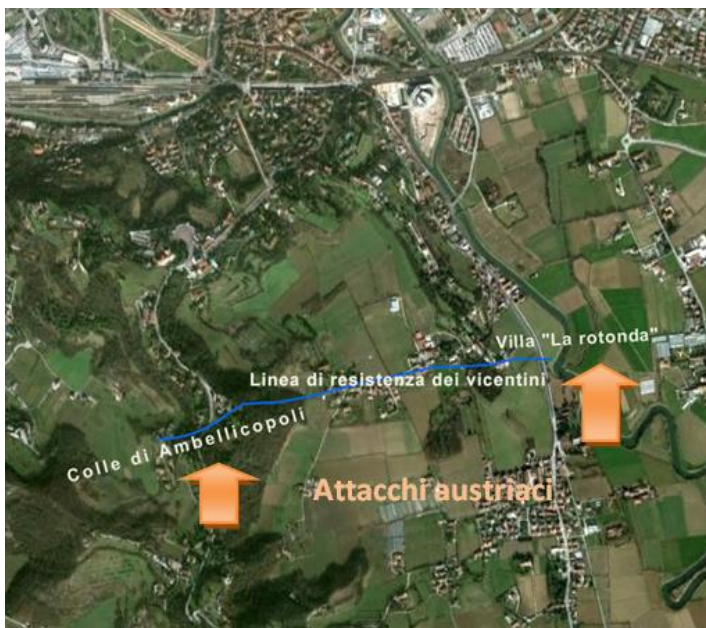 Villa "La rotonda"
Linea di resistenza dei vicentini
Colle di Ambellicopoli
Attacchi austriaci